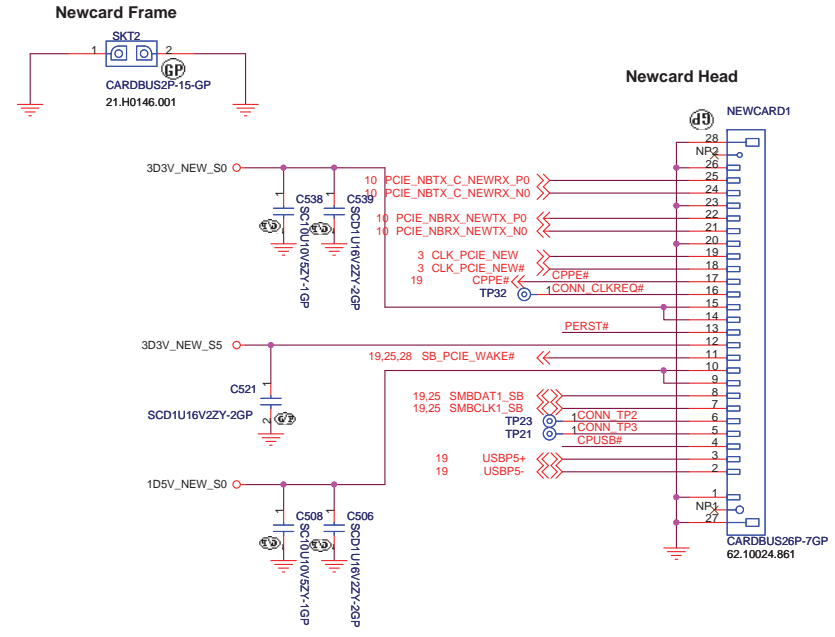 Newcard Frame
SKT2
1
2
GP
CARDBUS2P-15-GP
21.H0146.001
Newcard Head
GP
NEWCARD1
28
NP2
26
25
24
23
22
21
20
19
18
17
16
15
14
13
12
11
10
9
8
7
6
5
4
3
2
1
NP1
27
CARDBUS26P-7GP
62.10024.861
3D3V_NEW_S0
1
C538
SC10U10V5ZY-1GP
2
1
C539
SCD1U16V2ZY-2GP
2
10 PCIE_NBTX_C_NEWRX_P0
10 PCIE_NBTX_C_NEWRX_N0
10 PCIE_NBRX_NEWTX_P0
10 PCIE_NBRX_NEWTX_N0
3 CLK_PCIE_NEW
3 CLK_PCIE_NEW#
19 CPPE#
CPPE#
TP32
1 CONN_CLKREQ#
PERST#
3D3V_NEW_S5
19,25,28 SB_PCIE_WAKE#
1
C521
SCD1U16V2ZY-2GP
2
19,25 SMBDAT1_SB
19,25 SMBCLK1_SB
TP23
1 CONN_TP2
TP21
1 CONN_TP3
CPUSB#
19 USBP5+
19 USBP5-
1D5V_NEW_S0
1
C508
SC10U10V5ZY-1GP
1
C506
SCD1U16V2ZY-2GP